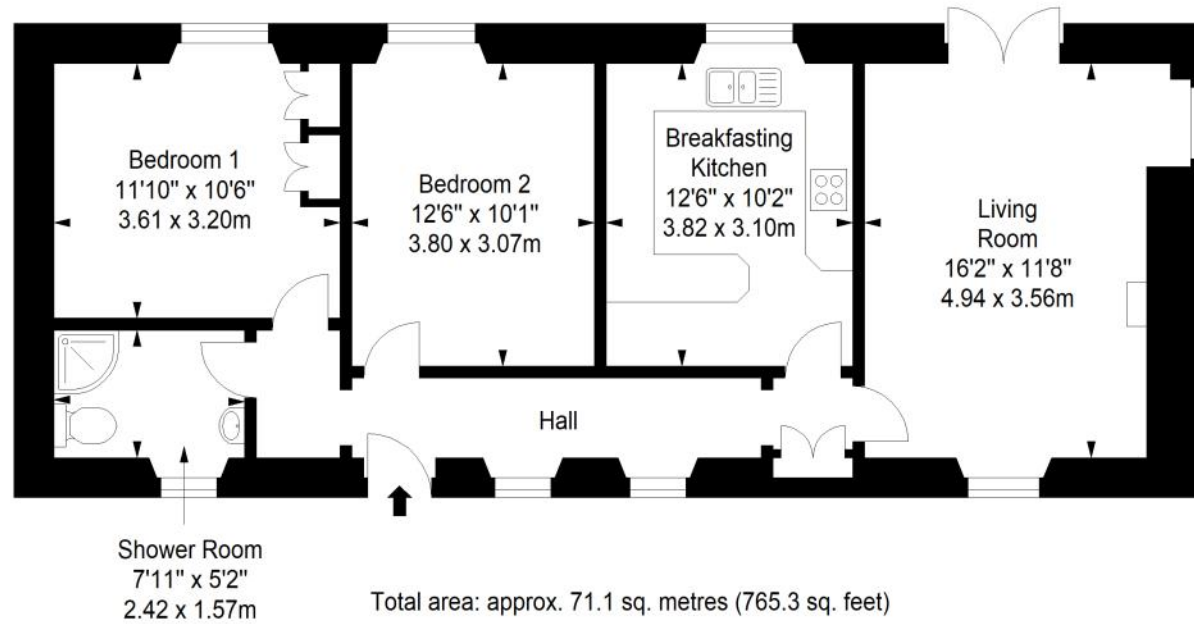 Bedroom 1
11'10" x 10'6"
3.61 x 3.20m
Bedroom 2
12'6" x 10'1"
3.80 x 3.07m
Breakfasting
Kitchen
12'6" x 10'2"
3.82 x 3.10m
Living
Room
16'2" x 11'8"
4.94 x 3.56m
Hall
Shower Room
7'11" x 5'2"
2.42 x 1.57m
Total area: approx. 71.1 sq. metres (765.3 sq. feet)